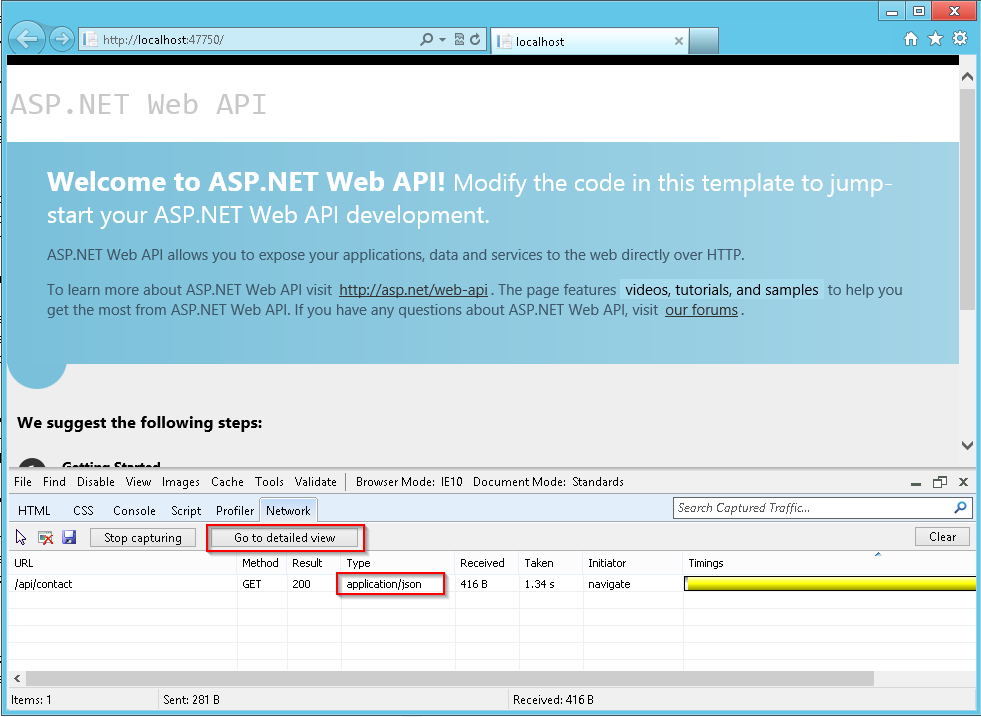 http://localhost:47750/
localhost
ASP.NET Web API
Welcome to ASP.NET Web API! Modify the code in this template to jump-
start your ASP.NET Web API development.
ASP.NET Web API allows you to expose your applications, data and services to the web directly over HTTP.
To learn more about ASP.NET Web API visit http://asp.net/web-api. The page features videos, tutorials, and samples to help you
get the most from ASP.NET Web API. If you have any questions about ASP.NET Web API, visit our forums.
We suggest the following steps:
Getting Started
File Find Disable View Images Cache Tools Validate Browser Mode: IE10 Document Mode: Standards
HTML CSS Console Script Profiler Network Search Captured Traffic...
Stop capturing Go to detailed view Clear
URL Method Result Type Received Taken Initiator Timings
/api/contact GET 200 application/json 416 B 1.34 s navigate
Items: 1 Sent: 281 B Received: 416 B